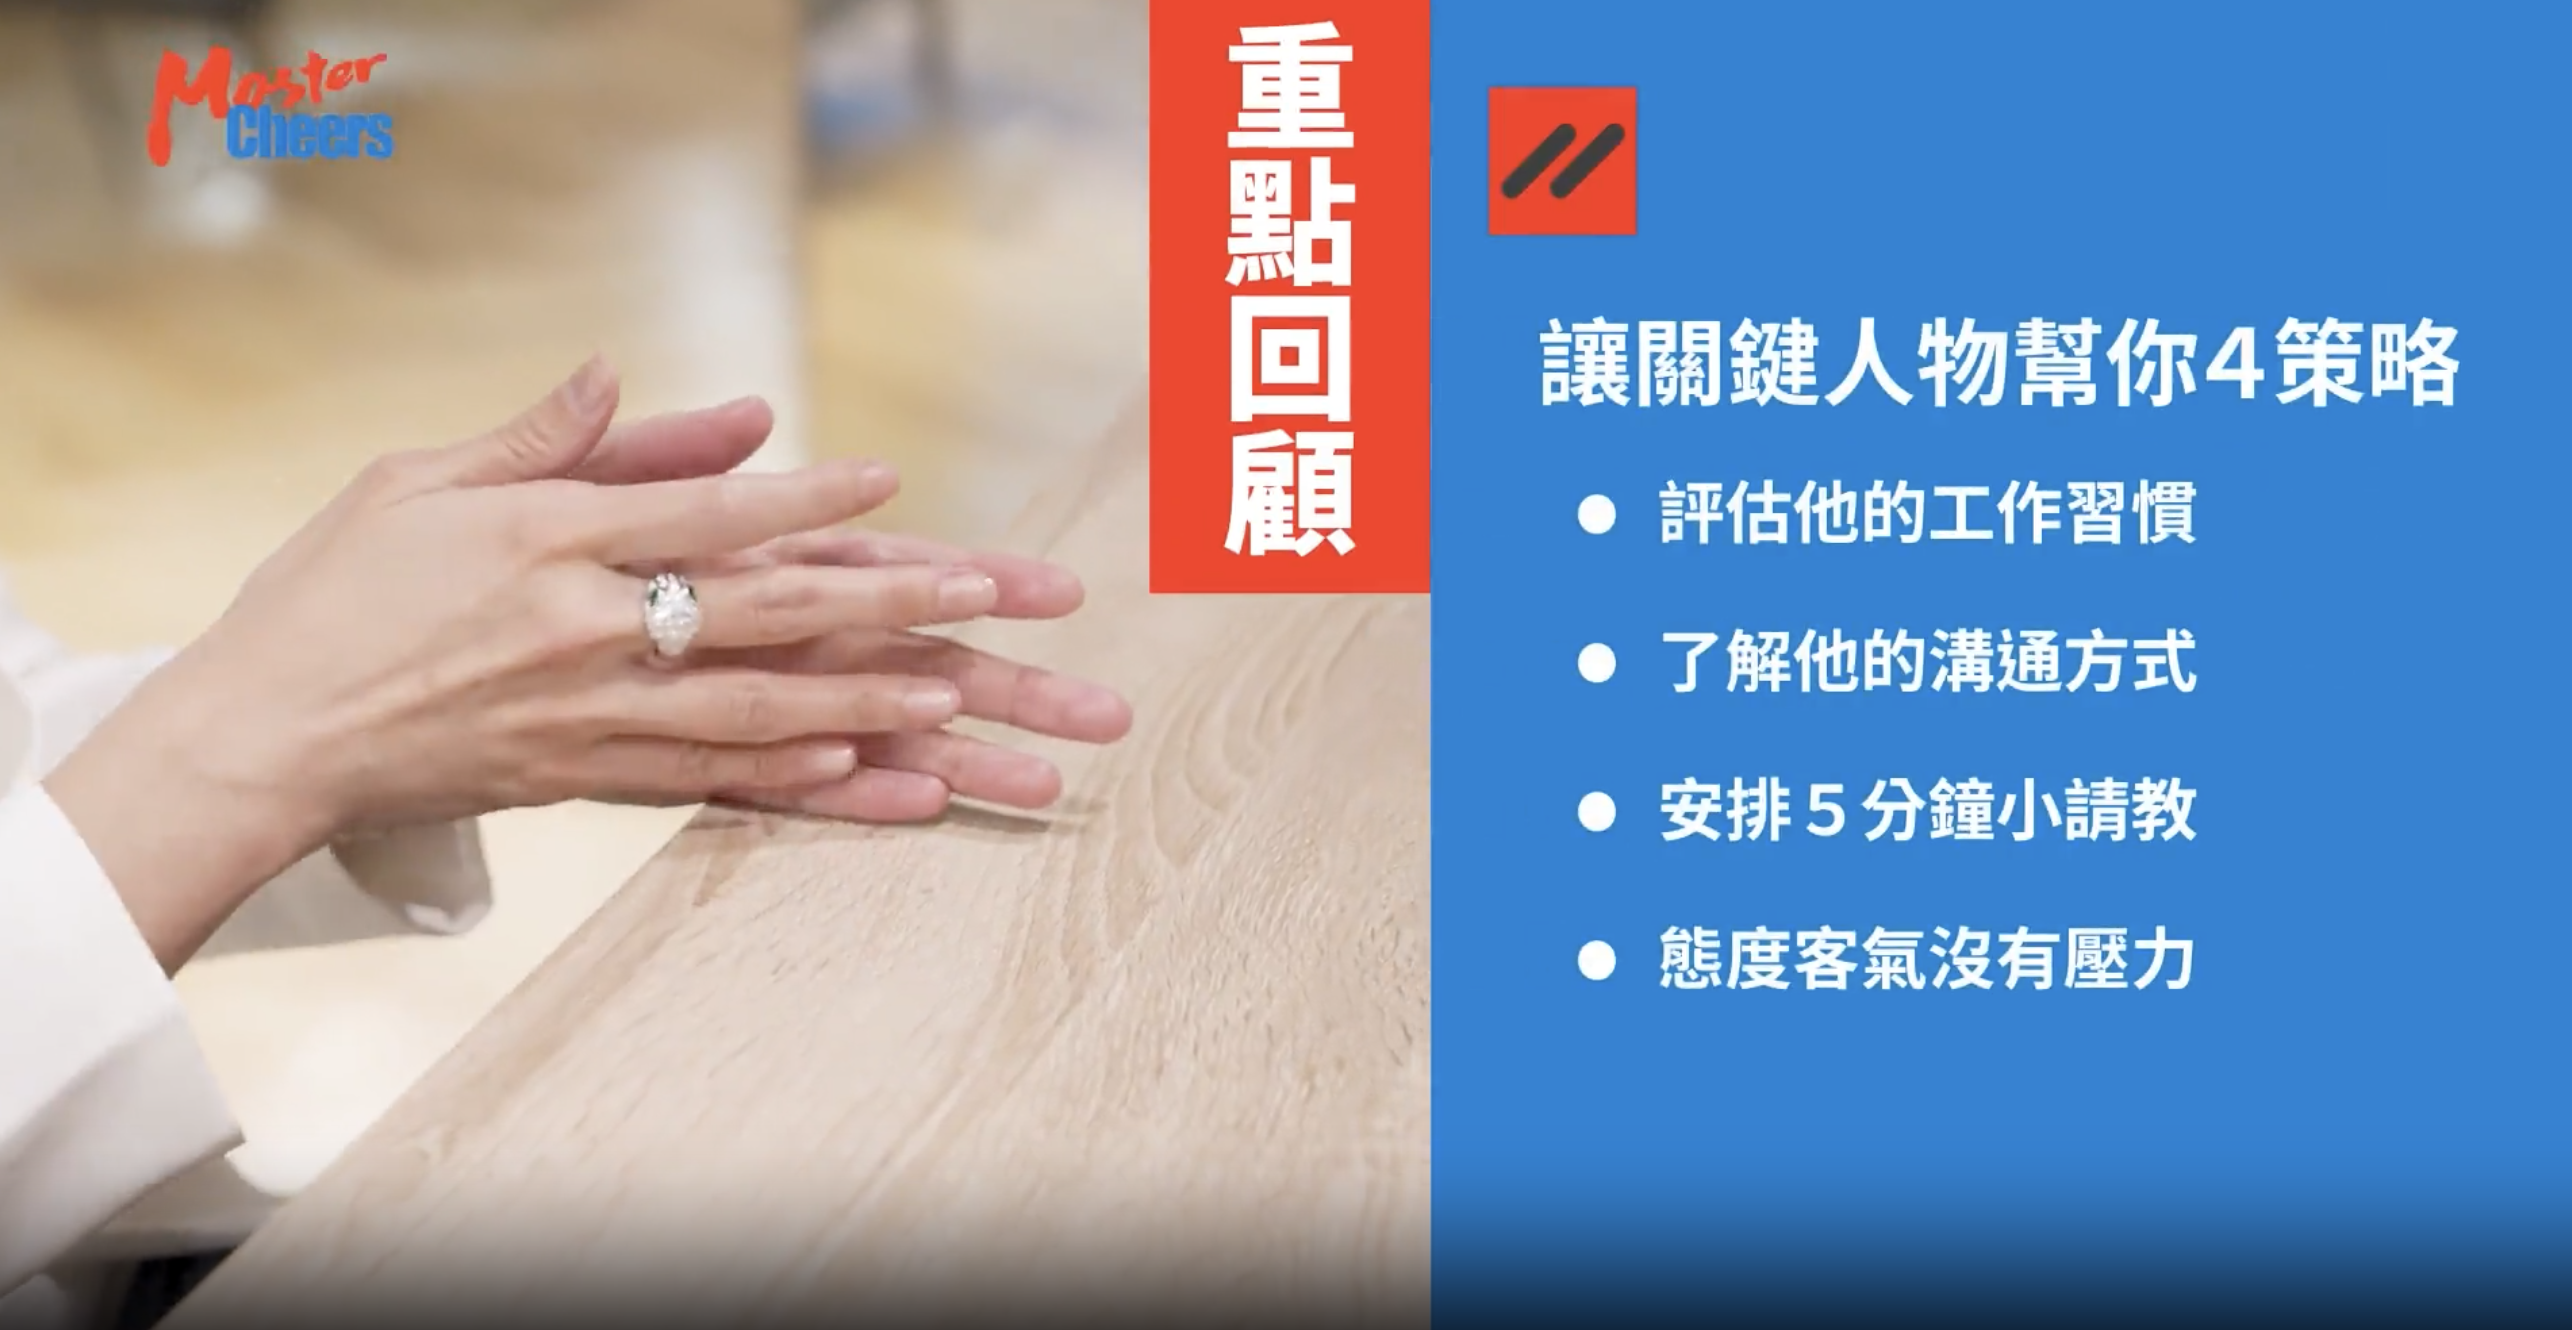 Master
Cheers
重點回顧
讓關鍵人物幫你4策略
● 評估他的工作習慣
● 了解他的溝通方式
● 安排5分鐘小請教
● 態度客氣沒有壓力